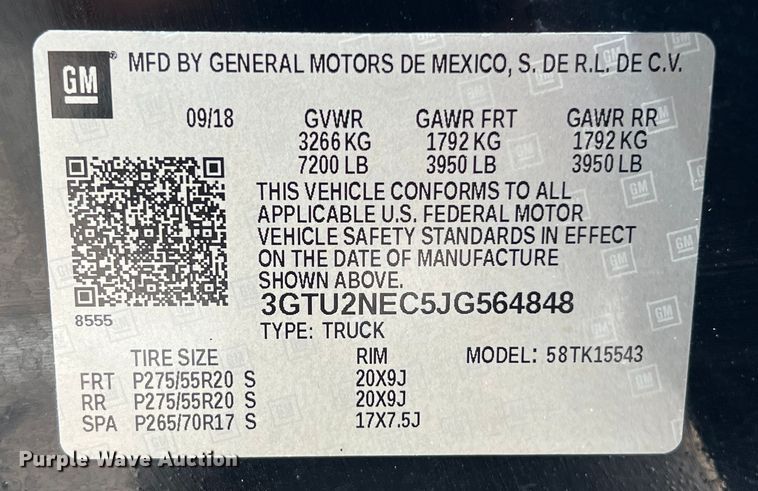 GM
MFD BY GENERAL MOTORS DE MEXICO, S. DE R.L. DE C.V.
09/18 GVWR GAWR FRT GAWR RR
3266 KG 1792 KG 1792 KG
7200 LB 3950 LB 3950 LB
THIS VEHICLE CONFORMS TO ALL
APPLICABLE U.S. FEDERAL MOTOR
VEHICLE SAFETY STANDARDS IN EFFECT
ON THE DATE OF MANUFACTURE
SHOWN ABOVE.
8555
3GTU2NEC5JG564848
TYPE: TRUCK
TIRE SIZE RIM MODEL: 58TK15543
FRT P275/55R20 S 20X9J
RR P275/55R20 S 20X9J
SPA P265/70R17 S 17X7.5J
Purple Wave Auction